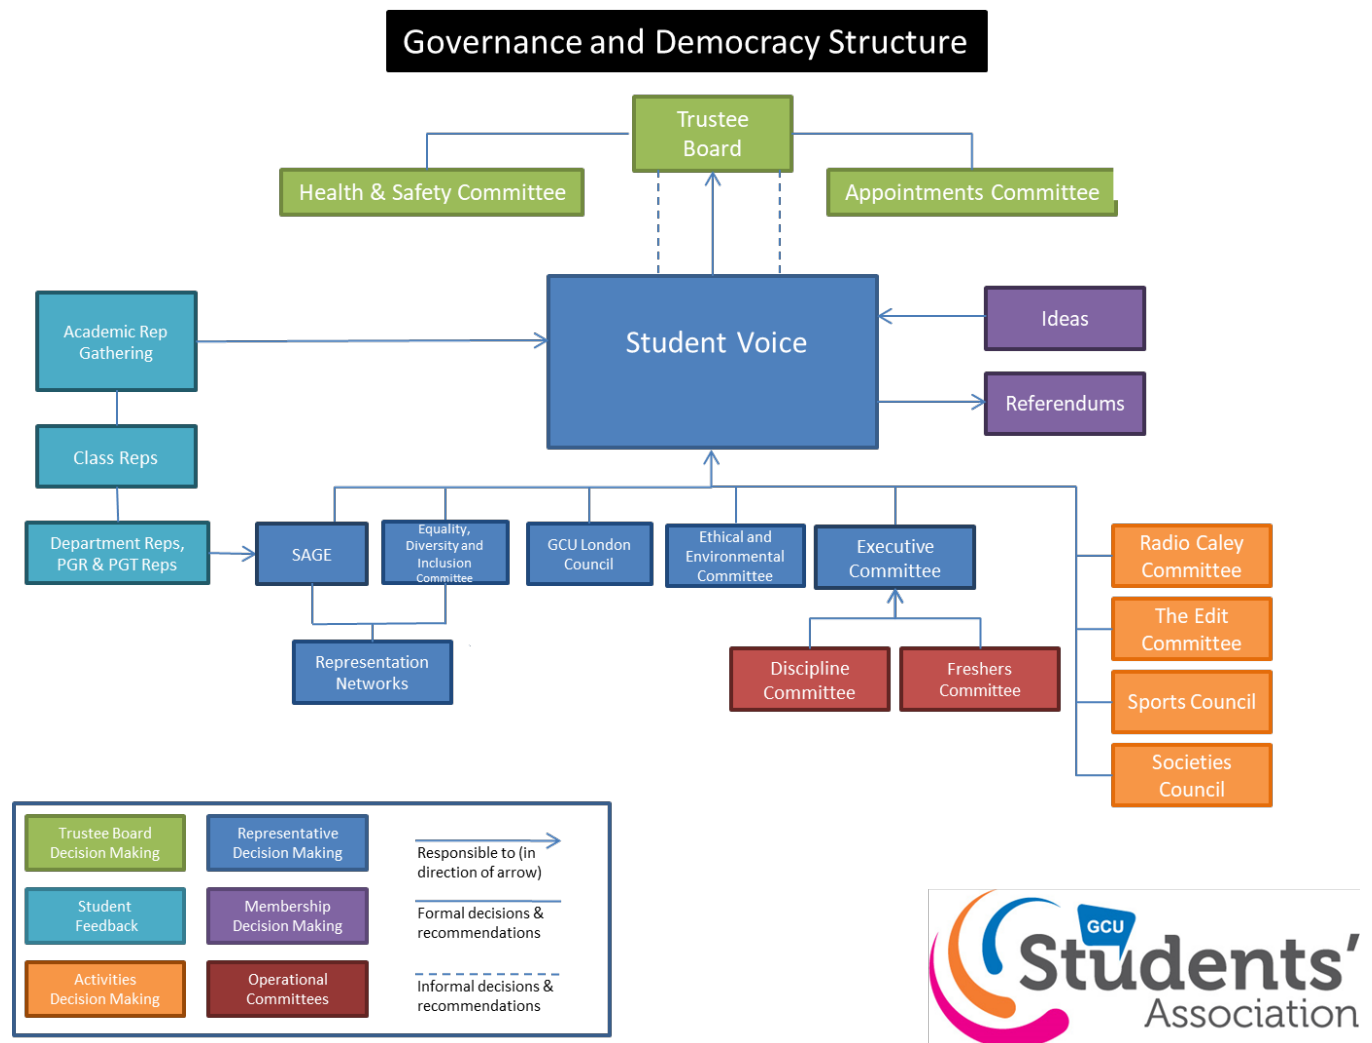 Governance and Democracy Structure
Trustee
Board
Health & Safety Committee
Appointments Committee
Academic Rep
Gathering
Student Voice
Ideas
Referendums
Class Reps
Department Reps,
PGR & PGT Reps
SAGE
Equality,
Diversity and
Inclusion
Committee
GCU London
Council
Ethical and
Environmental
Committee
Executive
Committee
Radio Caley
Committee
The Edit
Committee
Sports Council
Societies
Council
Representation
Networks
Discipline
Committee
Freshers
Committee
Trustee Board
Decision Making
Representative
Decision Making
Responsible to (in
direction of arrow)
Student
Feedback
Membership
Decision Making
Formal decisions &
recommendations
Activities
Decision Making
Operational
Committees
Informal decisions &
recommendations
GCU
Students'
Association